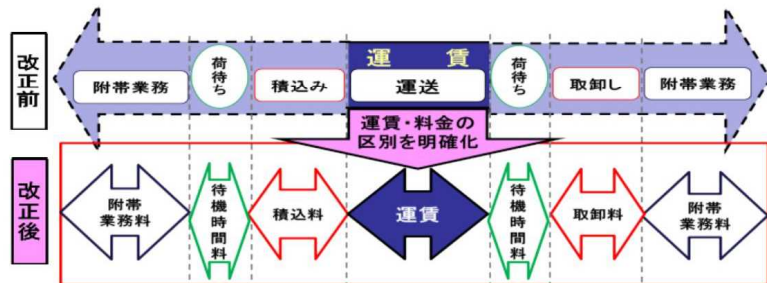 改正前
運賃
附帯業務
荷待ち
積込み
運送
荷待ち
取卸し
附帯業務
運賃・料金の
区別を明確化
改正後
附帯
業務料
待機時間料
積込料
運賃
待機時間料
取卸料
附帯
業務料